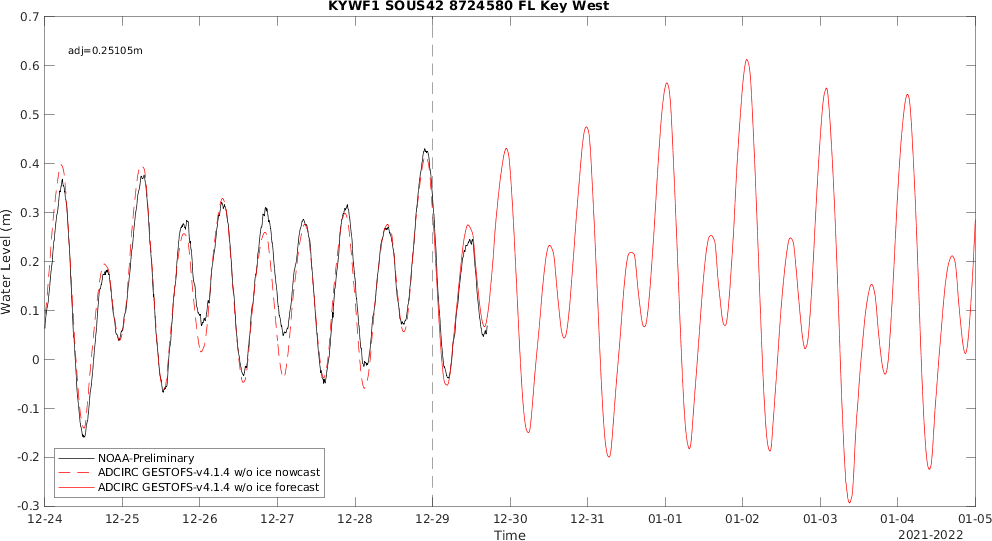 KYWF1 SOUS42 8724580 FL Key West
adj=0.25105m
Water Level (m)
0.7
0.6
0.5
0.4
0.3
0.2
0.1
0
-0.1
-0.2
-0.3
NOAA-Preliminary
ADCIRC GESTOFS-v4.1.4 w/o ice nowcast
ADCIRC GESTOFS-v4.1.4 w/o ice forecast
12-24 12-25 12-26 12-27 12-28 12-29 12-30 12-31 01-01 01-02 01-03 01-04 01-05
Time
2021-2022